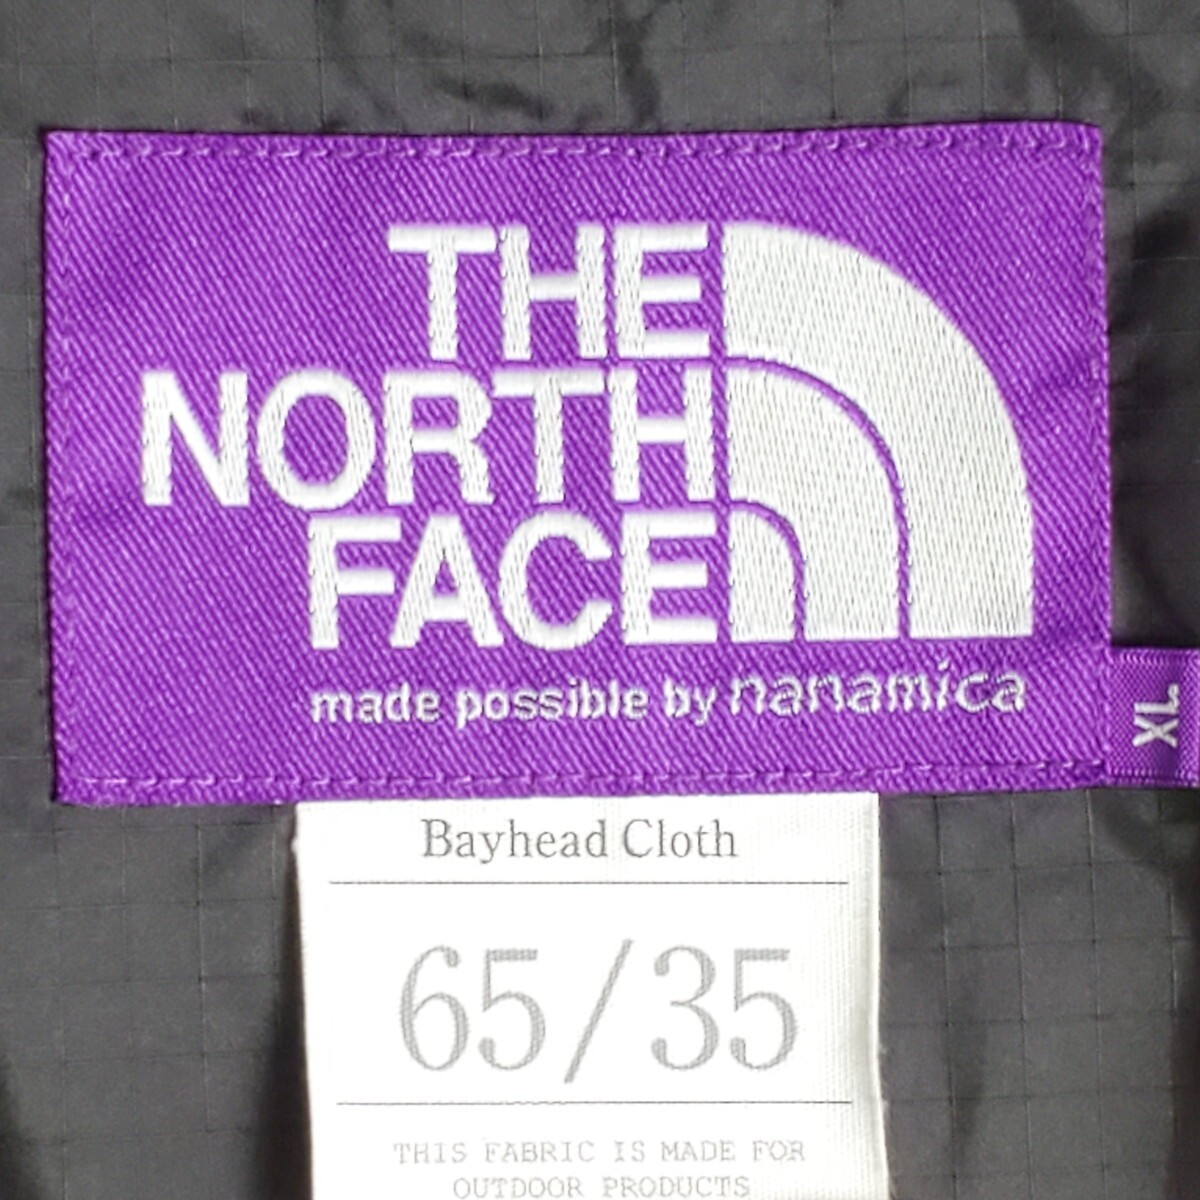 THE
NORTH
FACE
made possible by nanamica
XL
Bayhead Cloth
65/35
THIS FABRIC IS MADE FOR
OUTDOOR PRODUCTS